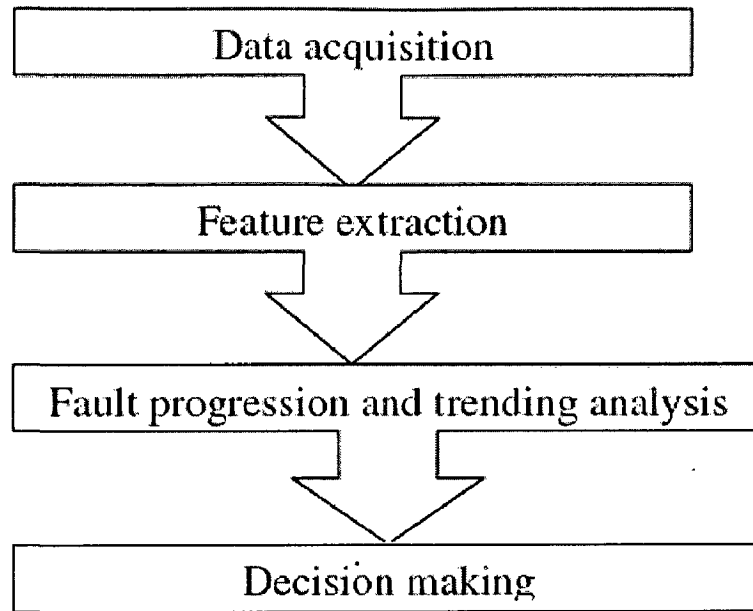 Data acquisition
Feature extraction
Fault progression and trending analysis
Decision making